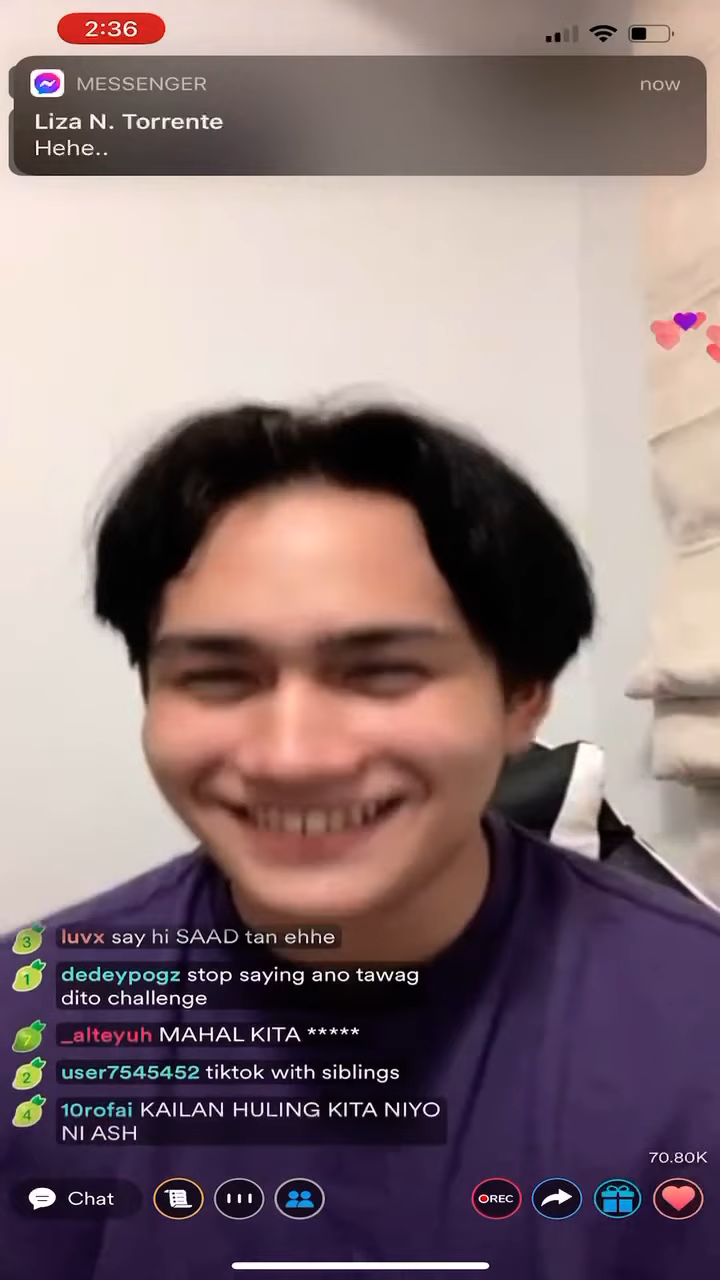 2:36
MESSENGER
now
Liza N. Torrente
Hehe..
3 luvx say hi SAAD tan ehhe
1 dedeypogz stop saying ano tawag
dito challenge
7 _alteyuh MAHAL KITA *****
2 user7545452 tiktok with siblings
4 10rofai KAILAN HULING KITA NIYO
NI ASH
70.80K
Chat
REC